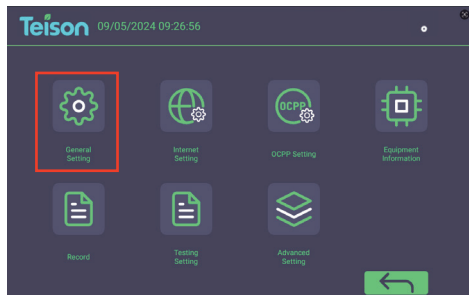 Teison 09/05/2024 09:26:56
General
Setting
Internet
Setting
OCPP
OCPP Setting
Equipment
Information
Record
Testing
Setting
Advanced
Setting